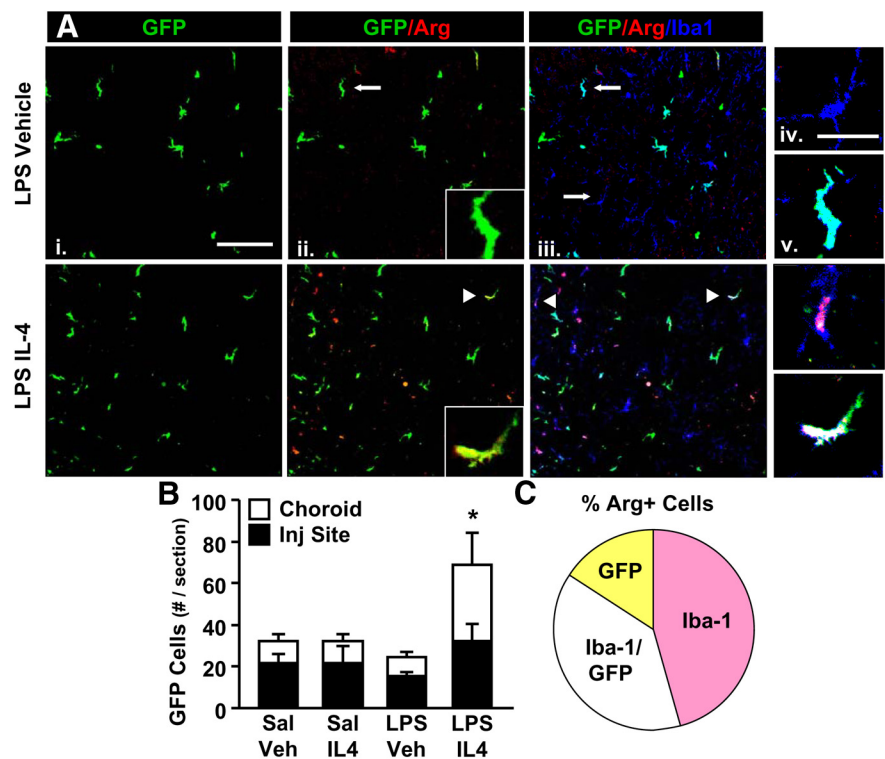 A
GFP
GFP/Arg
GFP/Arg/Iba1
LPS Vehicle
i.
ii.
iii.
iv.
v.
LPS IL-4
B
100
80
60
40
20
0
GFP Cells (# / section)
Choroid
Inj Site
*
Sal
Veh
Sal
IL4
LPS
Veh
LPS
IL4
C
% Arg+ Cells
GFP
Iba-1
Iba-1/
GFP